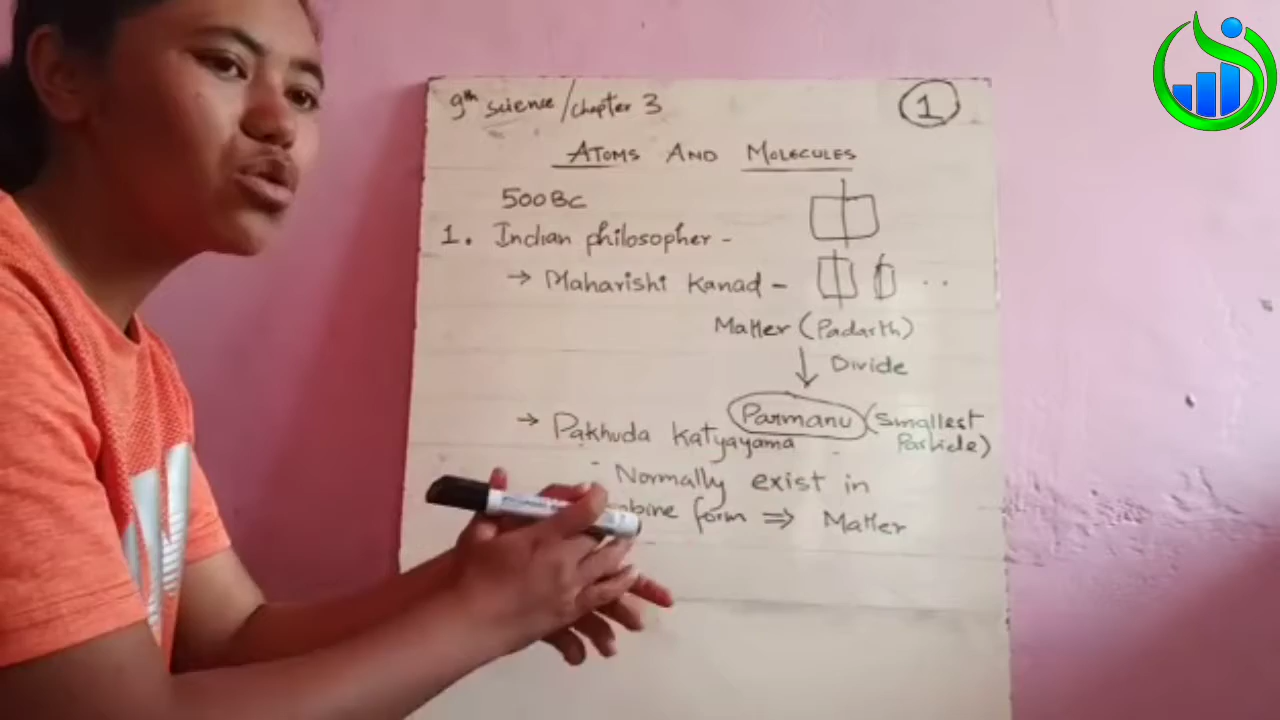 9th science/chapter 3
1
ATOMS AND MOLECULES
500 BC
1. Indian philosopher -
→ Maharishi Kanad -
Matter (Padarth)
↓ Divide
Parmanu (Smallest Particle)
→ Pakhuda Katyayama
- Normally exist in
form ⇒ Matter